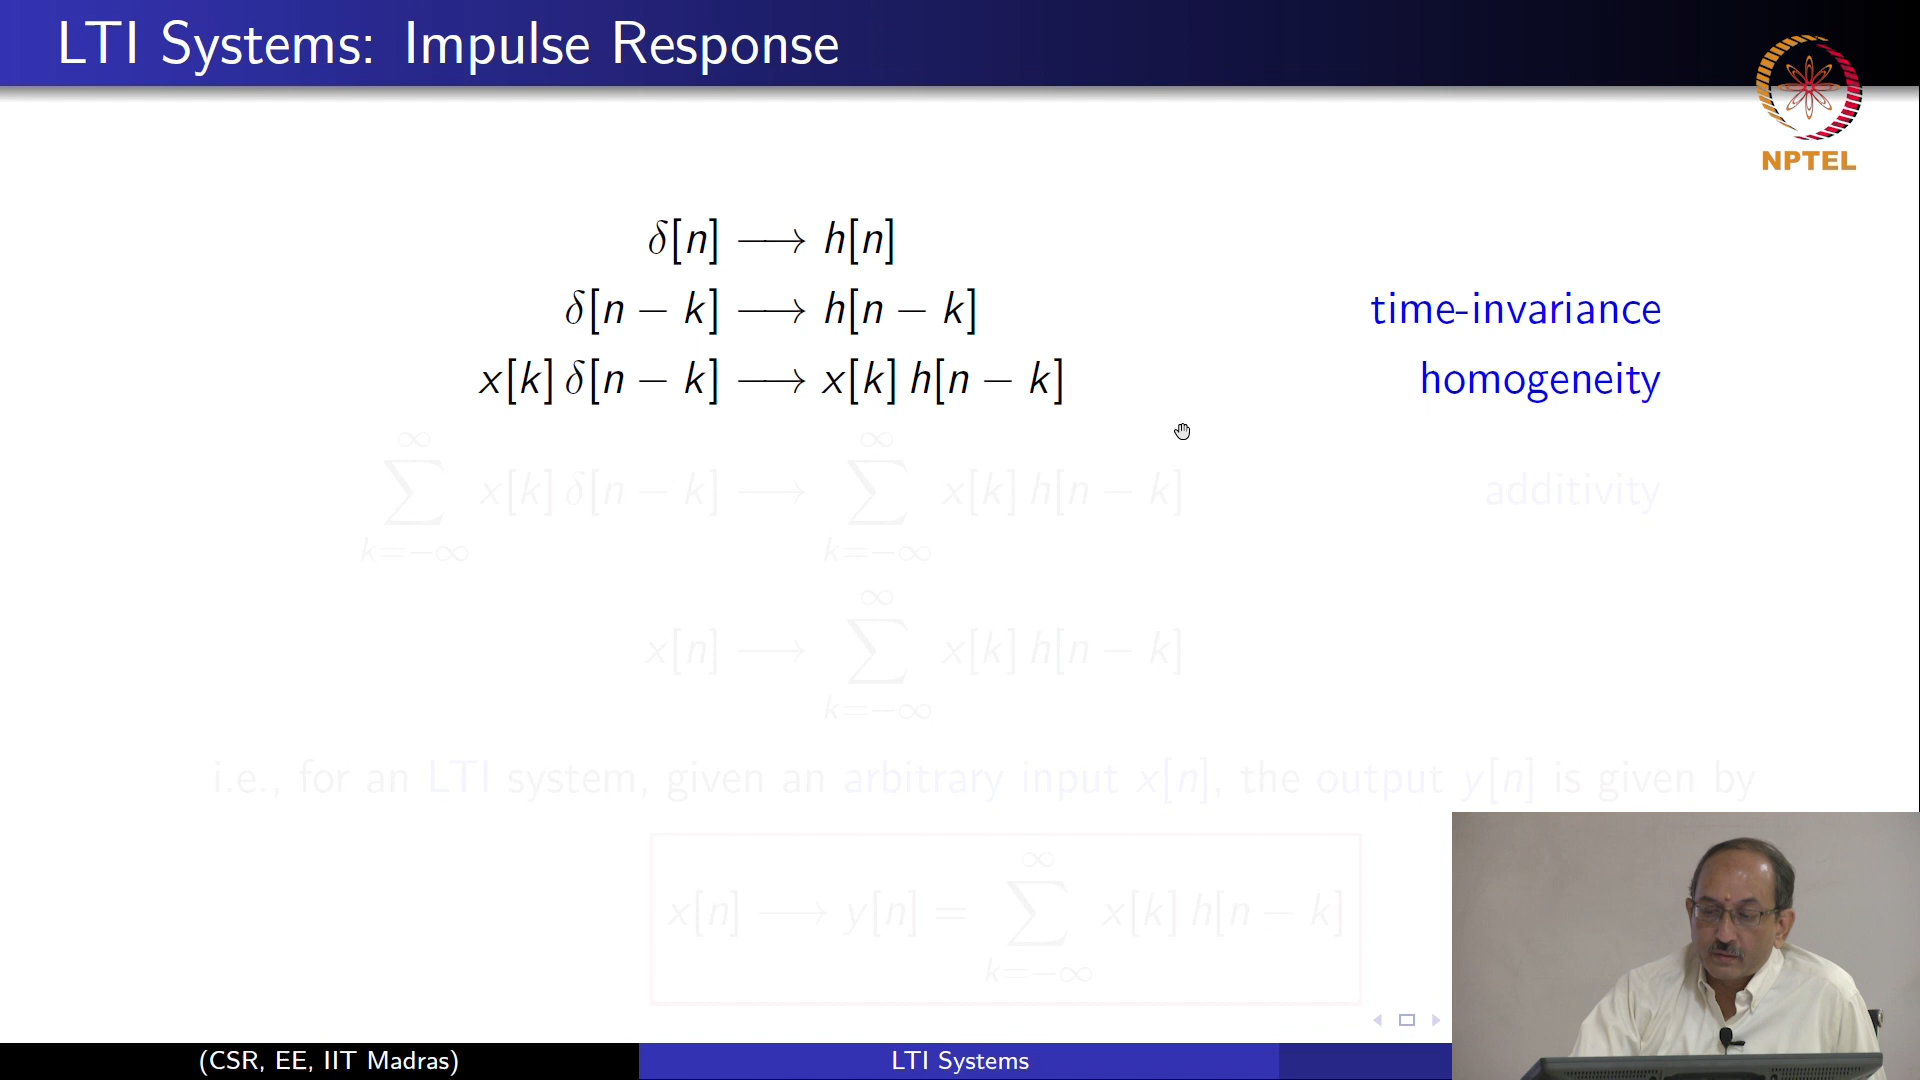 LTI Systems: Impulse Response
NPTEL
δ[n] ⟶ h[n]
δ[n − k] ⟶ h[n − k] time-invariance
x[k] δ[n − k] ⟶ x[k] h[n − k] homogeneity
∑_{k=−∞}^{∞} x[k] δ[n − k] ⟶ ∑_{k=−∞}^{∞} x[k] h[n − k] additivity
x[n] ⟶ ∑_{k=−∞}^{∞} x[k] h[n − k]
i.e., for an LTI system, given an arbitrary input x[n], the output y[n] is given by
x[n] ⟶ y[n] = ∑_{k=−∞}^{∞} x[k] h[n − k]
(CSR, EE, IIT Madras) LTI Systems